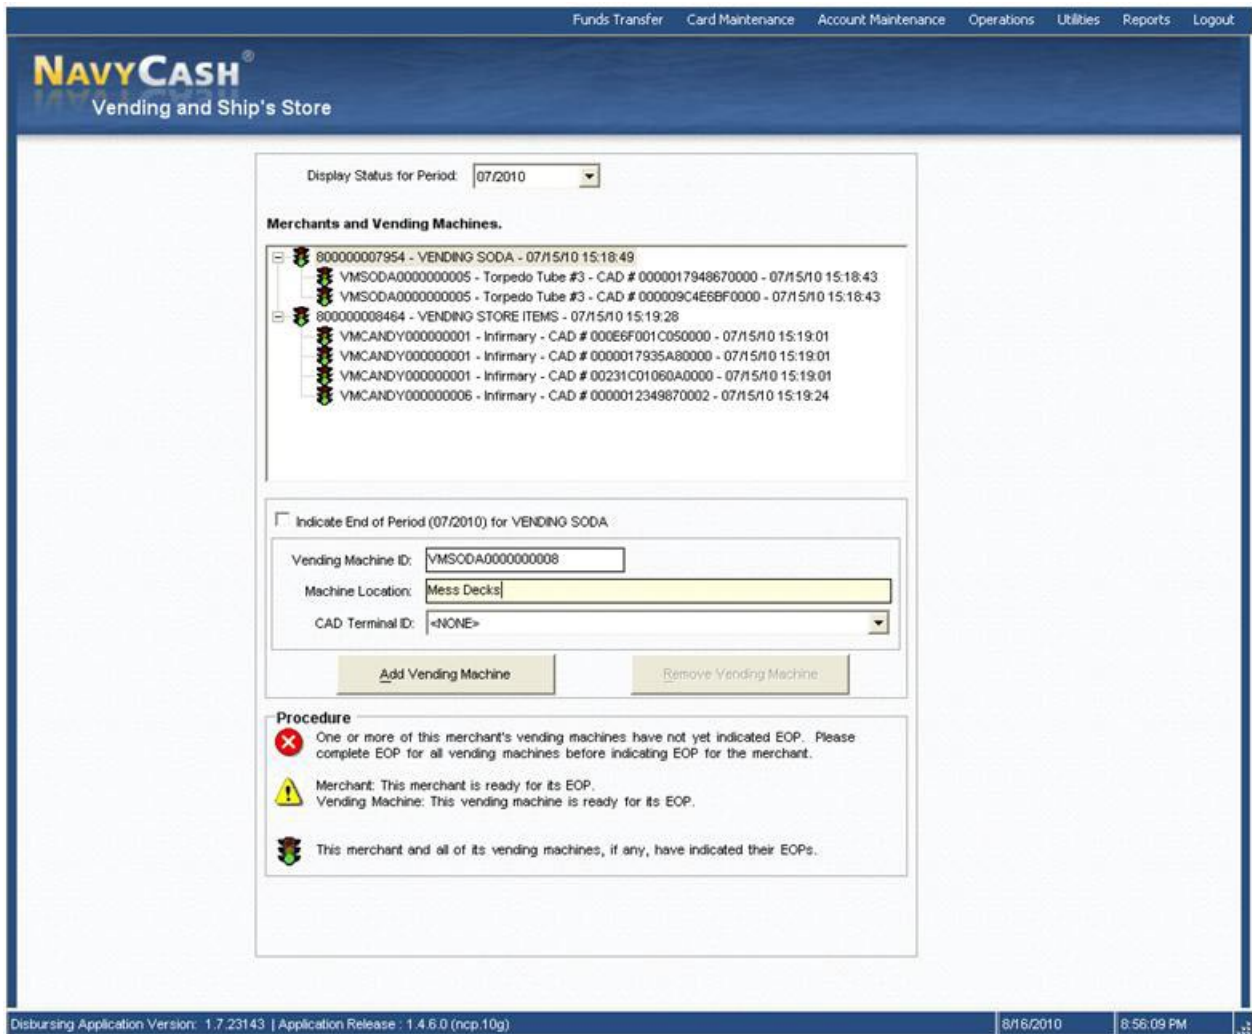 Funds Transfer Card Maintenance Account Maintenance Operations Utilities Reports Logout
NAVYCASH®
Vending and Ship's Store
Display Status for Period: 07/2010
Merchants and Vending Machines.
800000007954 - VENDING SODA - 07/15/10 15:18:49
VMSODA0000000005 - Torpedo Tube #3 - CAD # 0000017948670000 - 07/15/10 15:18:43
VMSODA0000000005 - Torpedo Tube #3 - CAD # 000009C4E6BF0000 - 07/15/10 15:18:43
800000008464 - VENDING STORE ITEMS - 07/15/10 15:19:28
VMCANDY000000001 - Infirmary - CAD # 000E6F001C050000 - 07/15/10 15:19:01
VMCANDY000000001 - Infirmary - CAD # 0000017935A80000 - 07/15/10 15:19:01
VMCANDY000000001 - Infirmary - CAD # 00231C01060A0000 - 07/15/10 15:19:01
VMCANDY000000006 - Infirmary - CAD # 0000012349870002 - 07/15/10 15:19:24
Indicate End of Period (07/2010) for VENDING SODA
Vending Machine ID: VMSODA0000000008
Machine Location: Mess Decks
CAD Terminal ID: <NONE>
Add Vending Machine Remove Vending Machine
Procedure
One or more of this merchant's vending machines have not yet indicated EOP. Please
complete EOP for all vending machines before indicating EOP for the merchant.
Merchant: This merchant is ready for its EOP.
Vending Machine: This vending machine is ready for its EOP.
This merchant and all of its vending machines, if any, have indicated their EOPs.
Disbursing Application Version: 1.7.23143 | Application Release : 1.4.6.0 (ncp.10g) 8/16/2010 8:56:09 PM